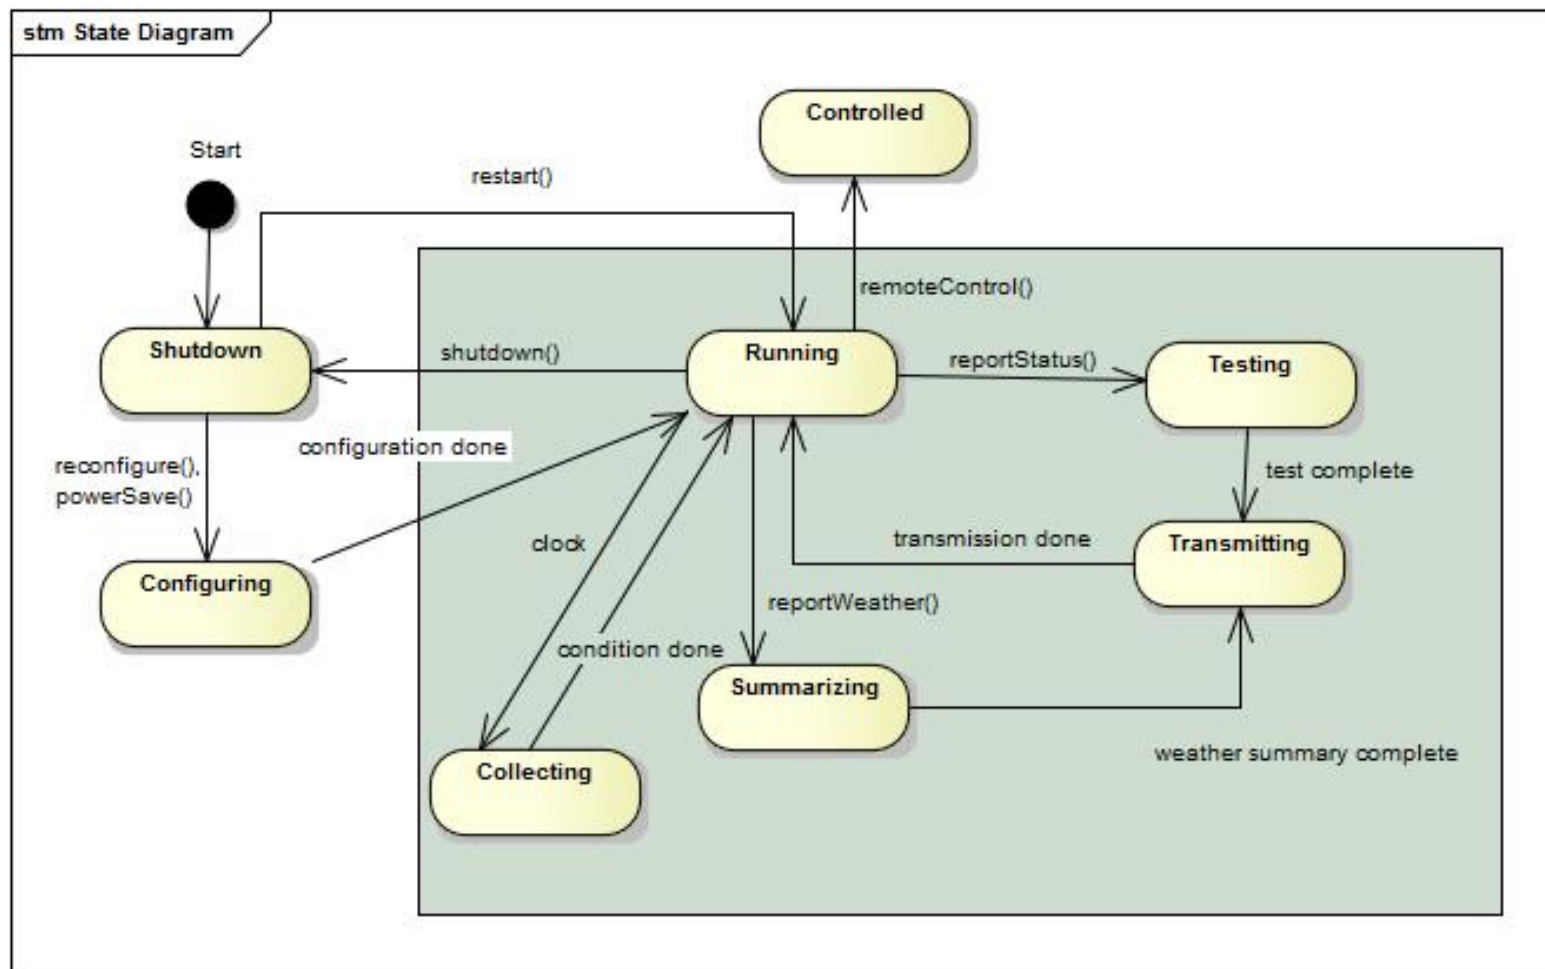 stm State Diagram
Controlled
Start
restart()
remoteControl()
Shutdown
shutdown()
Running
reportStatus()
Testing
configuration done
reconfigure(),
powerSave()
test complete
clock
transmission done
Transmitting
Configuring
reportWeather()
condition done
Summarizing
weather summary complete
Collecting